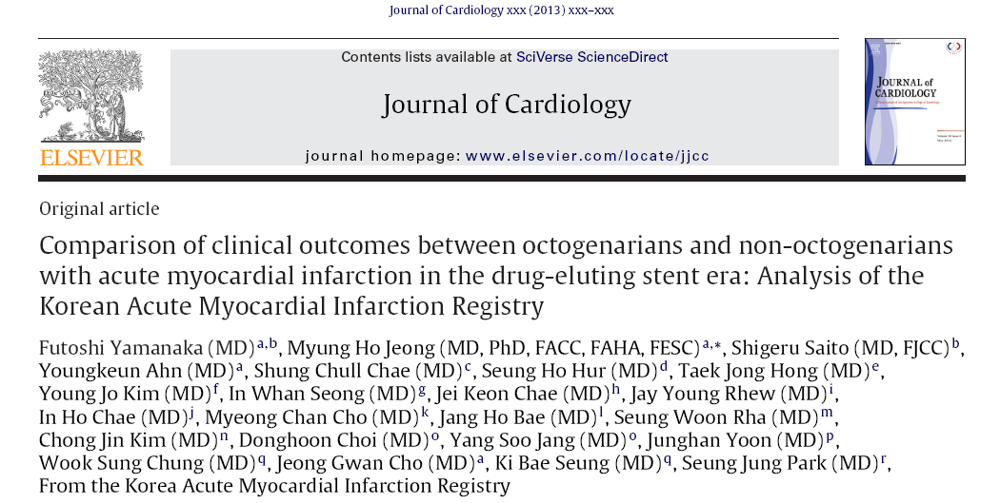 Journal of Cardiology xxx (2013) xxx–xxx
Contents lists available at SciVerse ScienceDirect
Journal of Cardiology
journal homepage: www.elsevier.com/locate/jjcc
ELSEVIER
JOURNAL of
CARDIOLOGY
Original article
Comparison of clinical outcomes between octogenarians and non-octogenarians
with acute myocardial infarction in the drug-eluting stent era: Analysis of the
Korean Acute Myocardial Infarction Registry
Futoshi Yamanaka (MD)a,b, Myung Ho Jeong (MD, PhD, FACC, FAHA, FESC)a,*, Shigeru Saito (MD, FJCC)b,
Youngkeun Ahn (MD)a, Shung Chull Chae (MD)c, Seung Ho Hur (MD)d, Taek Jong Hong (MD)e,
Young Jo Kim (MD)f, In Whan Seong (MD)g, Jei Keon Chae (MD)h, Jay Young Rhew (MD)i,
In Ho Chae (MD)j, Myeong Chan Cho (MD)k, Jang Ho Bae (MD)l, Seung Woon Rha (MD)m,
Chong Jin Kim (MD)n, Donghoon Choi (MD)o, Yang Soo Jang (MD)o, Junghan Yoon (MD)p,
Wook Sung Chung (MD)q, Jeong Gwan Cho (MD)a, Ki Bae Seung (MD)q, Seung Jung Park (MD)r,
From the Korea Acute Myocardial Infarction Registry